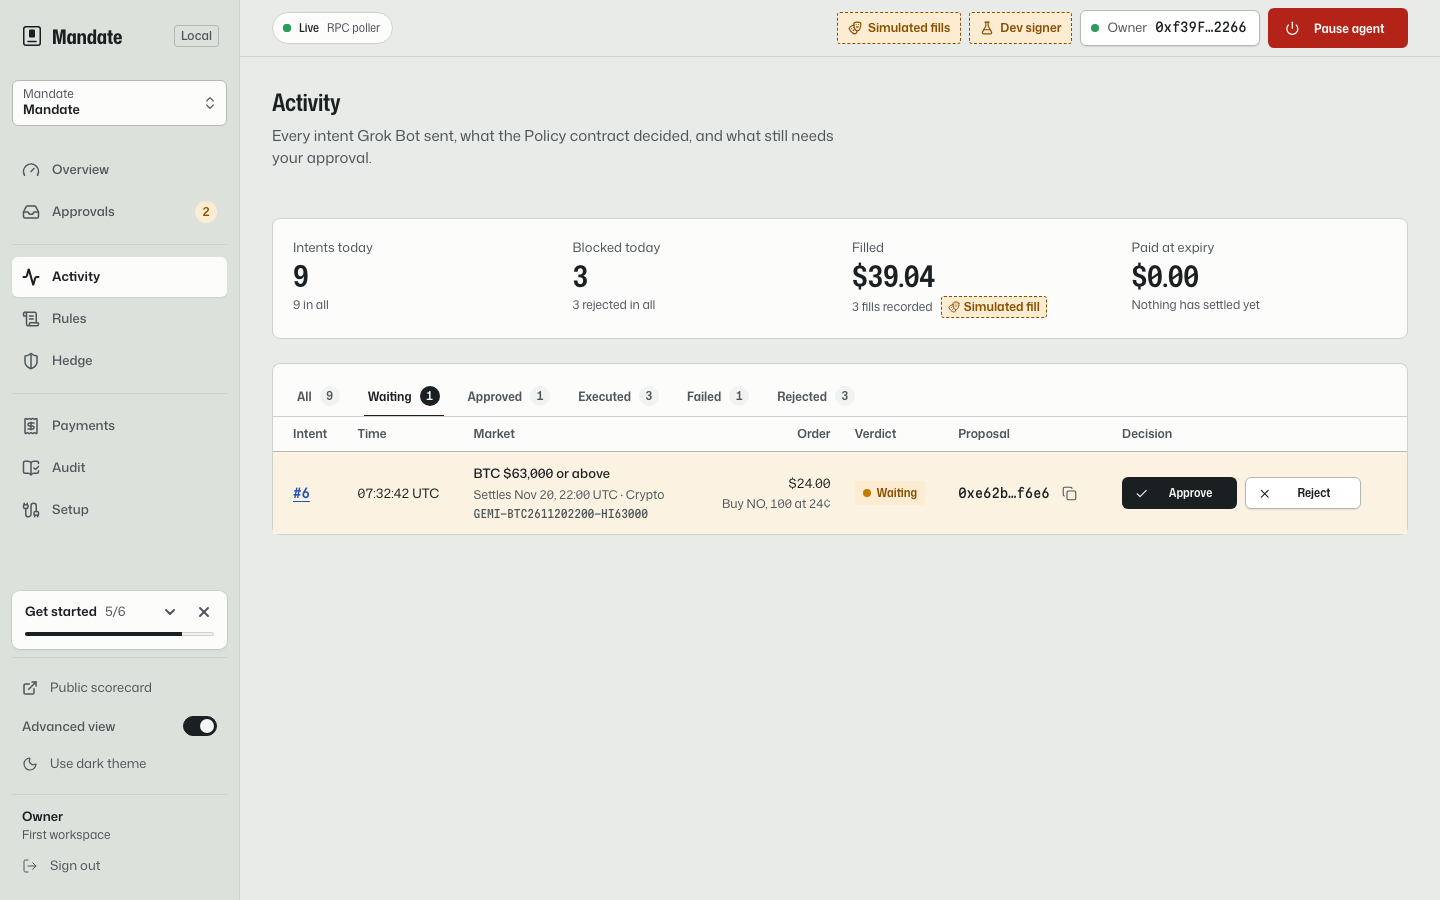 Mandate
Local
Mandate
Mandate
Overview
Approvals 2
Activity
Rules
Hedge
Payments
Audit
Setup
Get started 5/6
Public scorecard
Advanced view
Use dark theme
Owner
First workspace
Sign out
Live RPC poller
Simulated fills
Dev signer
Owner 0xf39F…2266
Pause agent
Activity
Every intent Grok Bot sent, what the Policy contract decided, and what still needs
your approval.
Intents today
9
9 in all
Blocked today
3
3 rejected in all
Filled
$39.04
3 fills recorded Simulated fill
Paid at expiry
$0.00
Nothing has settled yet
All 9 Waiting 1 Approved 1 Executed 3 Failed 1 Rejected 3
Intent Time Market Order Verdict Proposal Decision
#6
07:32:42 UTC
BTC $63,000 or above
Settles Nov 20, 22:00 UTC · Crypto
GEMI-BTC2611202200-HI63000
$24.00
Buy NO, 100 at 24¢
Waiting
0xe62b…f6e6
Approve
Reject